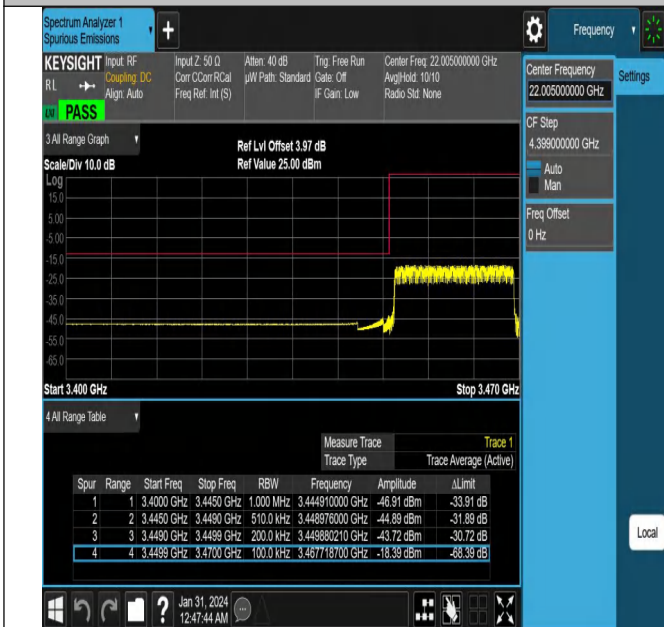 Spectrum Analyzer 1
Spurious Emissions
+
Frequency
KEYSIGHT
RL
PASS
Input: RF
Coupling: DC
Align: Auto
Input Z: 50 Ω
Corr CCorr RCal
Freq Ref: Int (S)
Atten: 40 dB
µW Path: Standard
Trig: Free Run
Gate: Off
IF Gain: Low
Center Freq: 22.005000000 GHz
Avg|Hold: 10/10
Radio Std: None
Center Frequency
22.005000000 GHz
Settings
CF Step
4.399000000 GHz
Auto
Man
Freq Offset
0 Hz
Local
3 All Range Graph
Ref Lvl Offset 3.97 dB
Scale/Div 10.0 dB
Ref Value 25.00 dBm
Log
15.0
5.00
-5.00
-15.0
-25.0
-35.0
-45.0
-55.0
-65.0
Start 3.400 GHz
Stop 3.470 GHz
4 All Range Table
Measure Trace Trace 1
Trace Type Trace Average (Active)
Spur Range Start Freq Stop Freq RBW Frequency Amplitude ΔLimit
1 1 3.4000 GHz 3.4450 GHz 1.000 MHz 3.444910000 GHz -46.91 dBm -33.91 dB
2 2 3.4450 GHz 3.4490 GHz 510.0 kHz 3.448976000 GHz -44.89 dBm -31.89 dB
3 3 3.4490 GHz 3.4499 GHz 200.0 kHz 3.449880210 GHz -43.72 dBm -30.72 dB
4 4 3.4499 GHz 3.4700 GHz 100.0 kHz 3.467718700 GHz -18.39 dBm -68.39 dB
?
Jan 31, 2024
12:47:44 AM